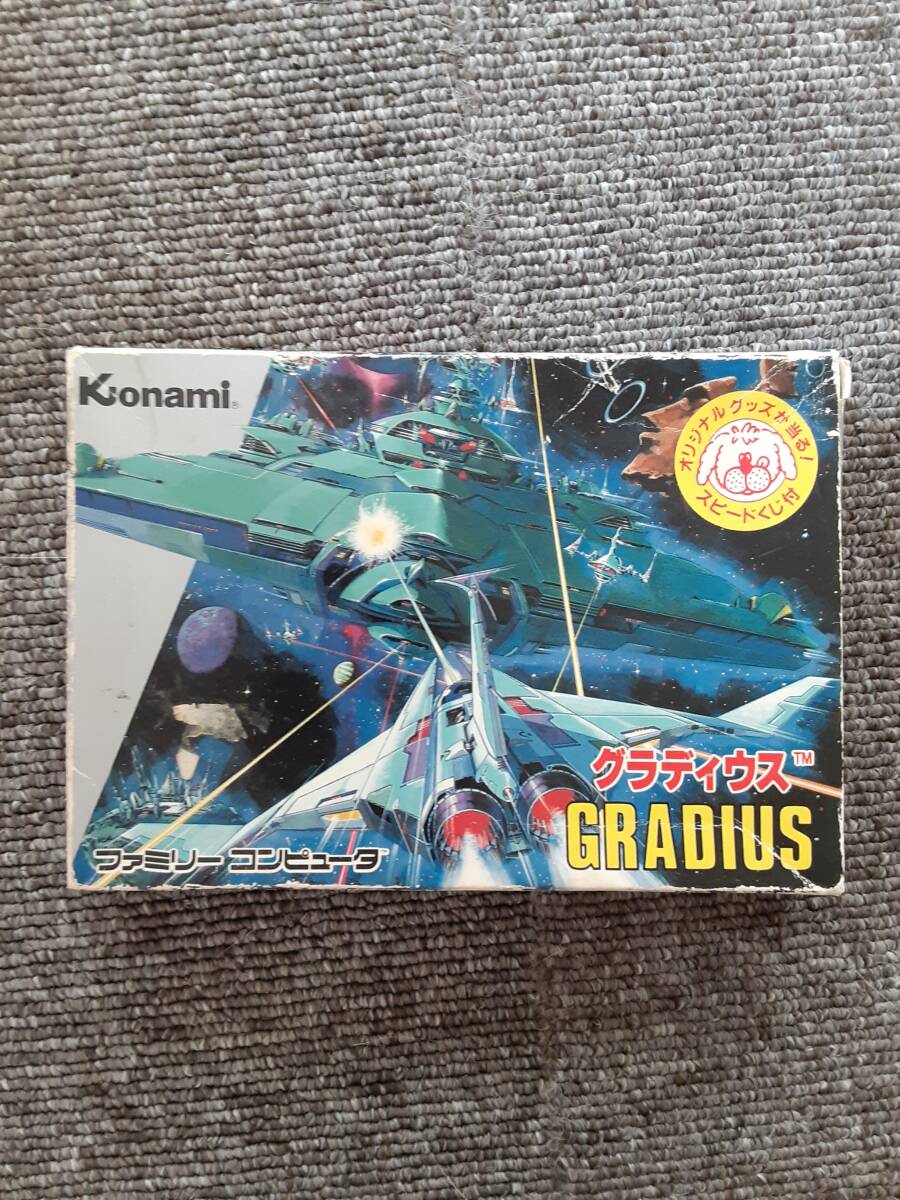 Konami®
オリジナルグッズが当る!
スピードくじ付
グラディウス™
GRADIUS
ファミリーコンピュータ™